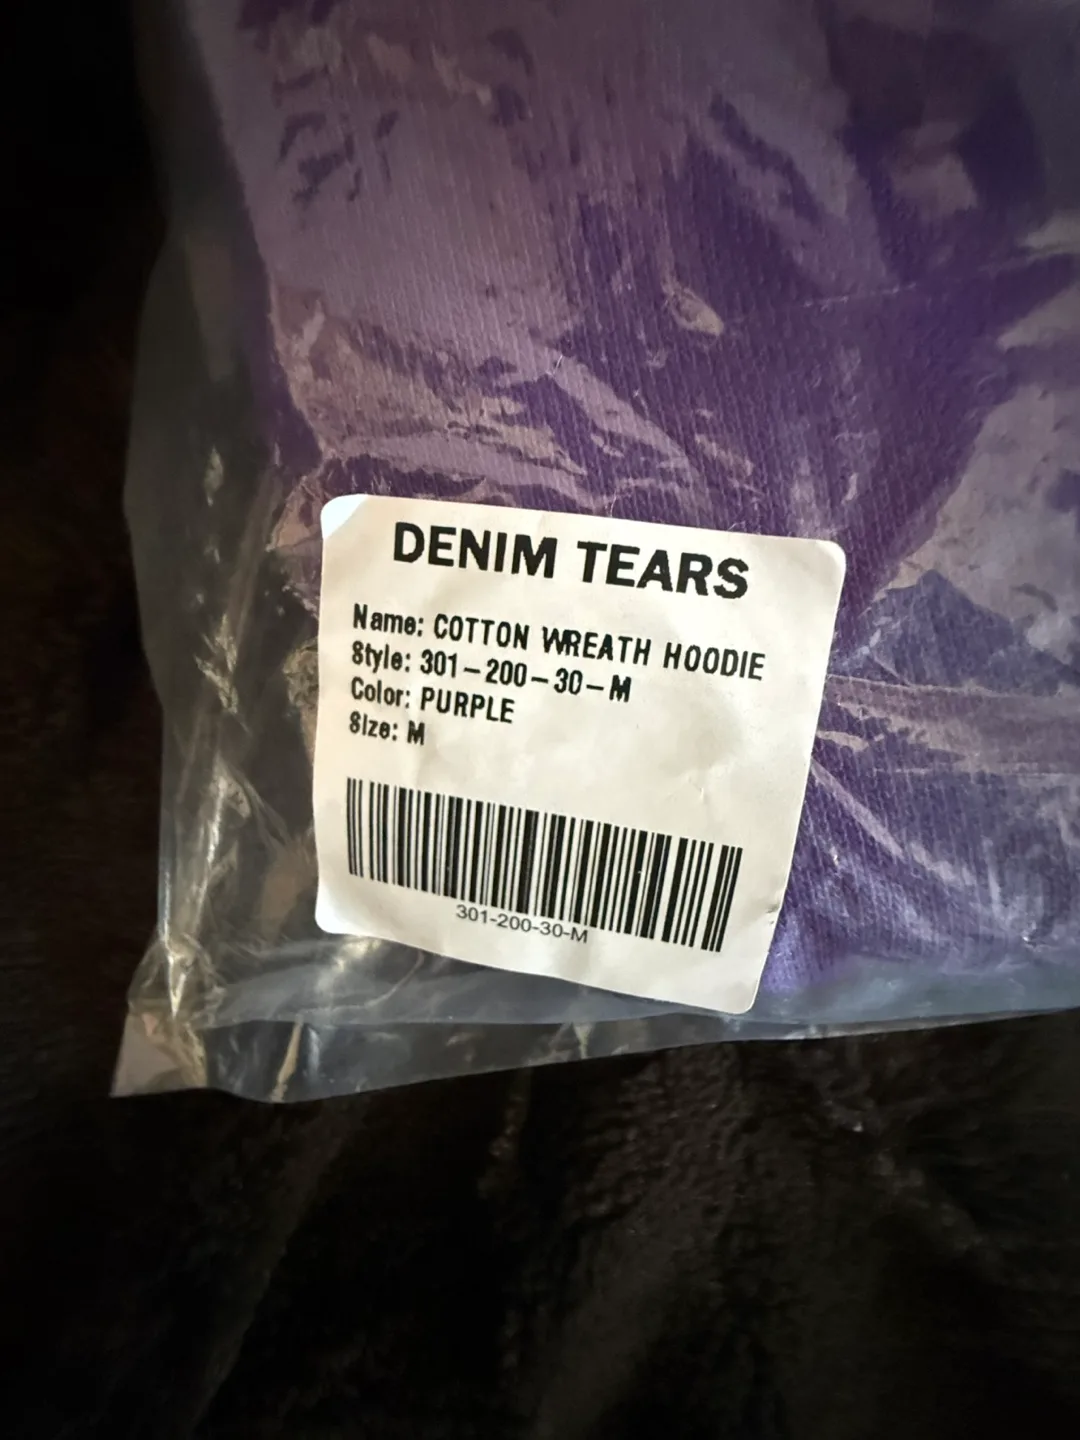 DENIM TEARS
Name: COTTON WREATH HOODIE
Style: 301-200-30-M
Color: PURPLE
Size: M
301-200-30-M